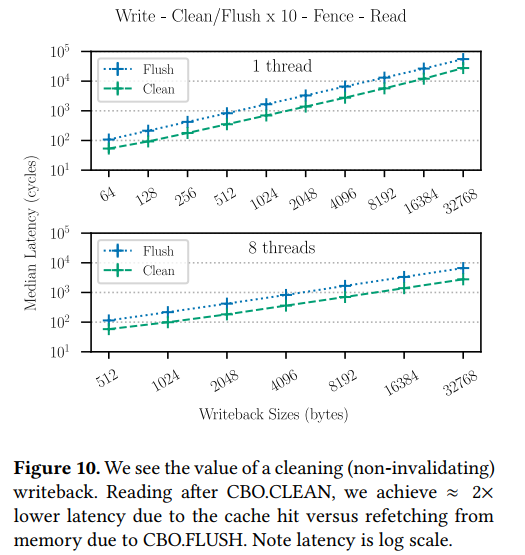 Write - Clean/Flush x 10 - Fence - Read
Median Latency (cycles)
10^5
10^4
10^3
10^2
10^1
Flush
Clean
1 thread
64 128 256 512 1024 2048 4096 8192 16384 32768
10^5
10^4
10^3
10^2
10^1
Flush
Clean
8 threads
512 1024 2048 4096 8192 16384 32768
Writeback Sizes (bytes)
Figure 10. We see the value of a cleaning (non-invalidating)
writeback. Reading after CBO.CLEAN, we achieve ≈ 2×
lower latency due to the cache hit versus refetching from
memory due to CBO.FLUSH. Note latency is log scale.